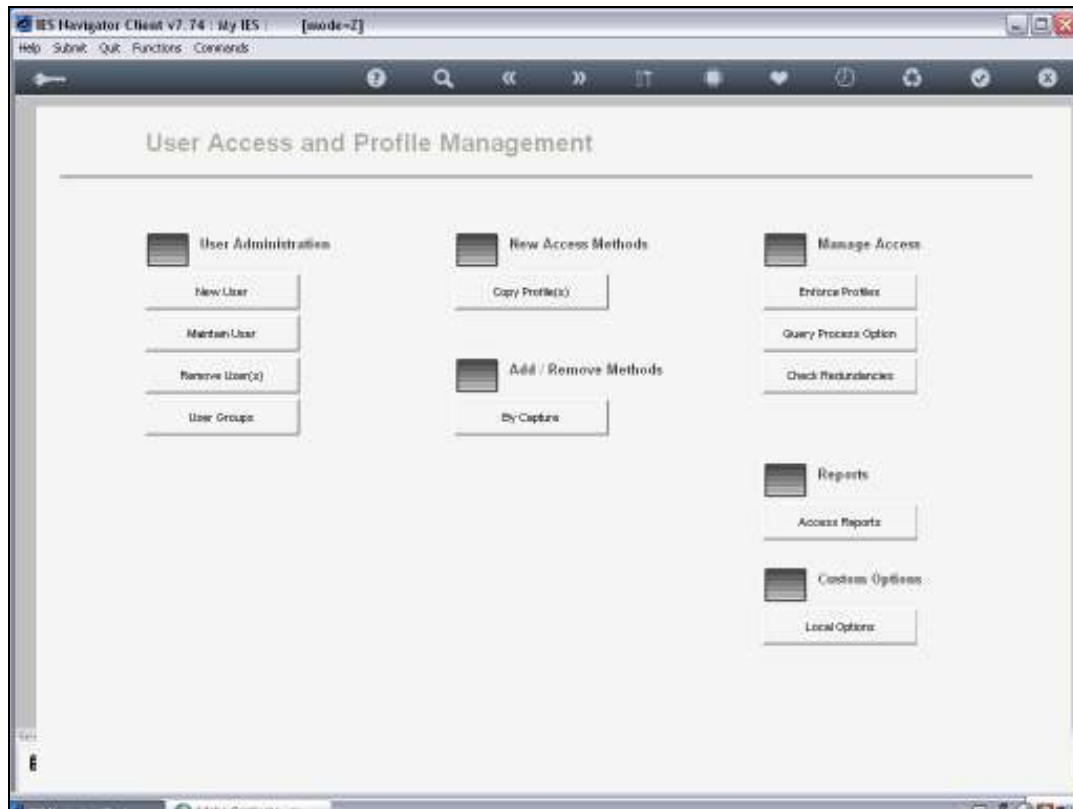 IES Navigator Client v7.74 : My IES : [mode=Z]
Help Submit Quit Functions Commands
User Access and Profile Management
User Administration
New User
Maintain User
Remove User(s)
User Groups
New Access Methods
Copy Profile(s)
Add / Remove Methods
By Capture
Manage Access
Enforce Profiles
Query Process Option
Check Redundancies
Reports
Access Reports
Custom Options
Local Options